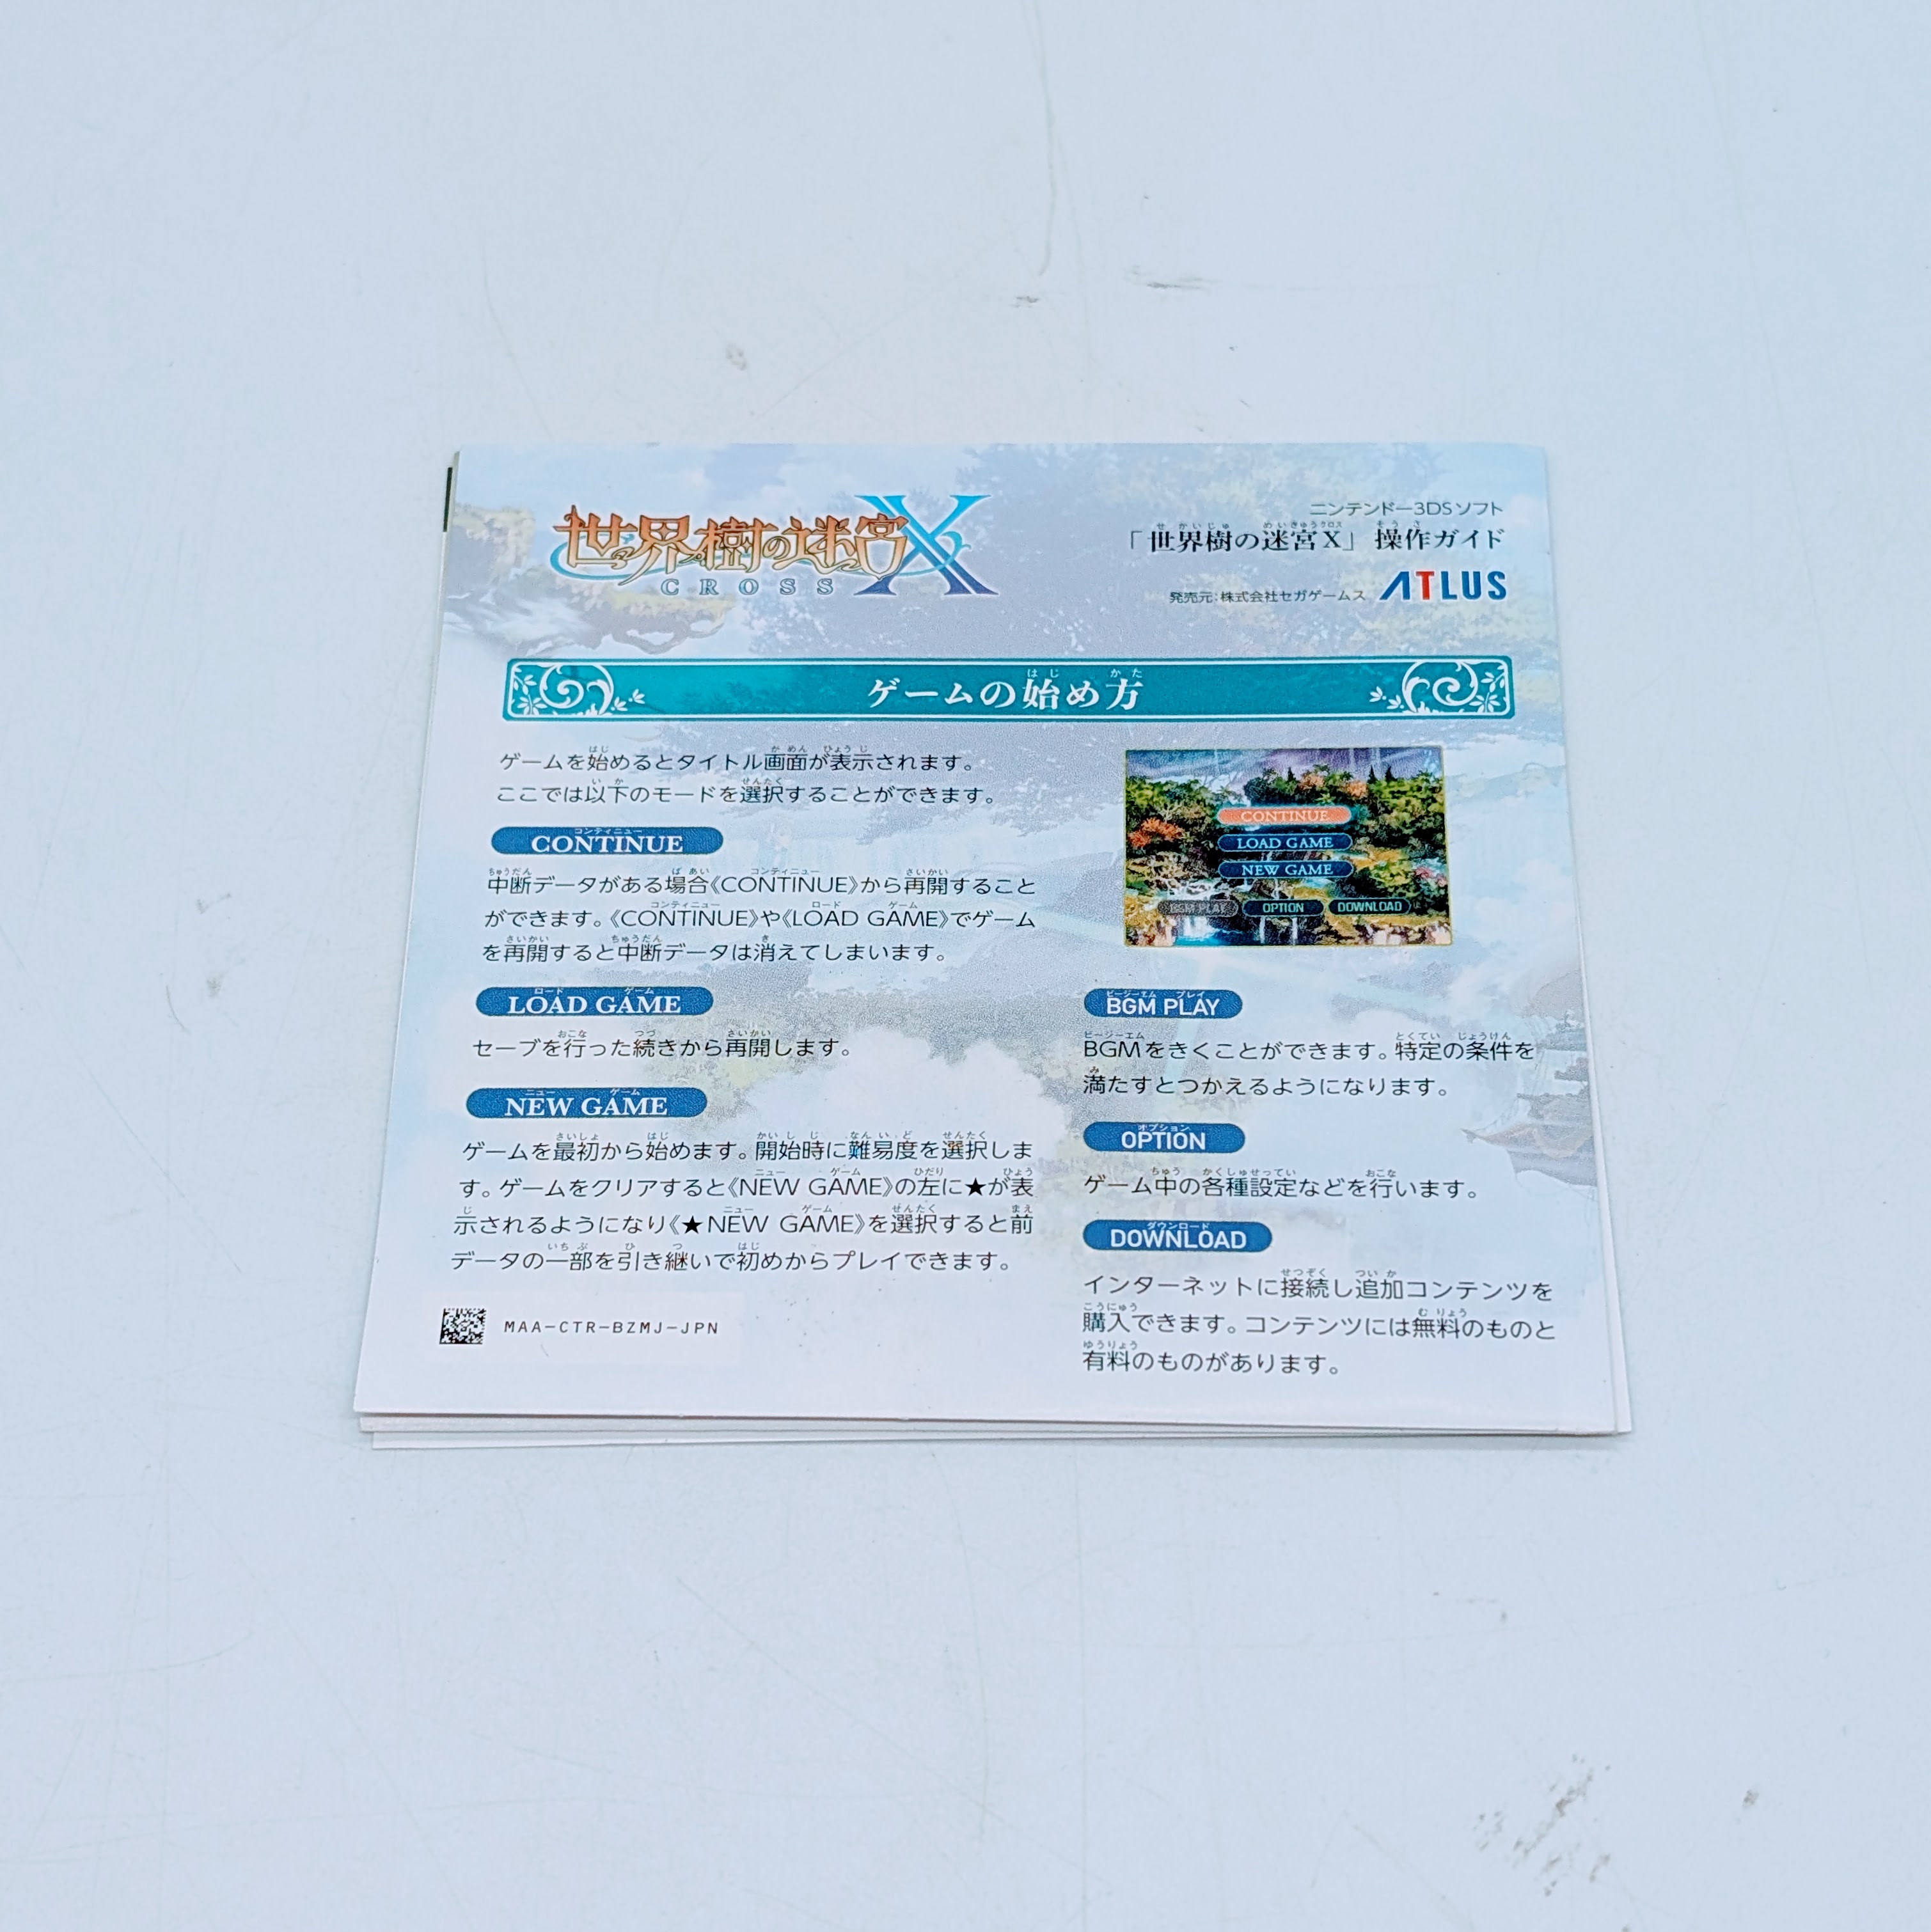 世界樹の迷宮X
CROSS
ニンテンドー3DSソフト
「世界樹の迷宮X」操作ガイド
発売元:株式会社セガゲームス ATLUS
ゲームの始め方
ゲームを始めるとタイトル画面が表示されます。
ここでは以下のモードを選択することができます。
CONTINUE
中断データがある場合《CONTINUE》から再開すること
ができます。《CONTINUE》や《LOAD GAME》でゲーム
を再開すると中断データは消えてしまいます。
LOAD GAME
セーブを行った続きから再開します。
NEW GAME
ゲームを最初から始めます。開始時に難易度を選択しま
す。ゲームをクリアすると《NEW GAME》の左に★が表
示されるようになり《★NEW GAME》を選択すると前
データの一部を引き継いで初めからプレイできます。
MAA-CTR-BZMJ-JPN
CONTINUE
LOAD GAME
NEW GAME
BGM PLAY OPTION DOWNLOAD
BGM PLAY
BGMをきくことができます。特定の条件を
満たすとつかえるようになります。
OPTION
ゲーム中の各種設定などを行います。
DOWNLOAD
インターネットに接続し追加コンテンツを
購入できます。コンテンツには無料のものと
有料のものがあります。